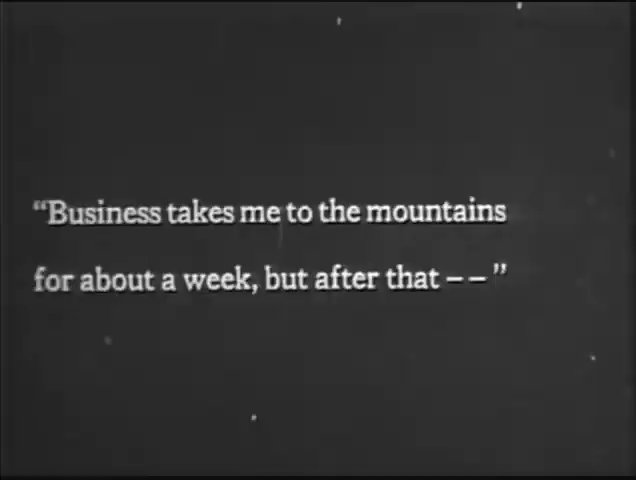 “Business takes me to the mountains
for about a week, but after that – – ”